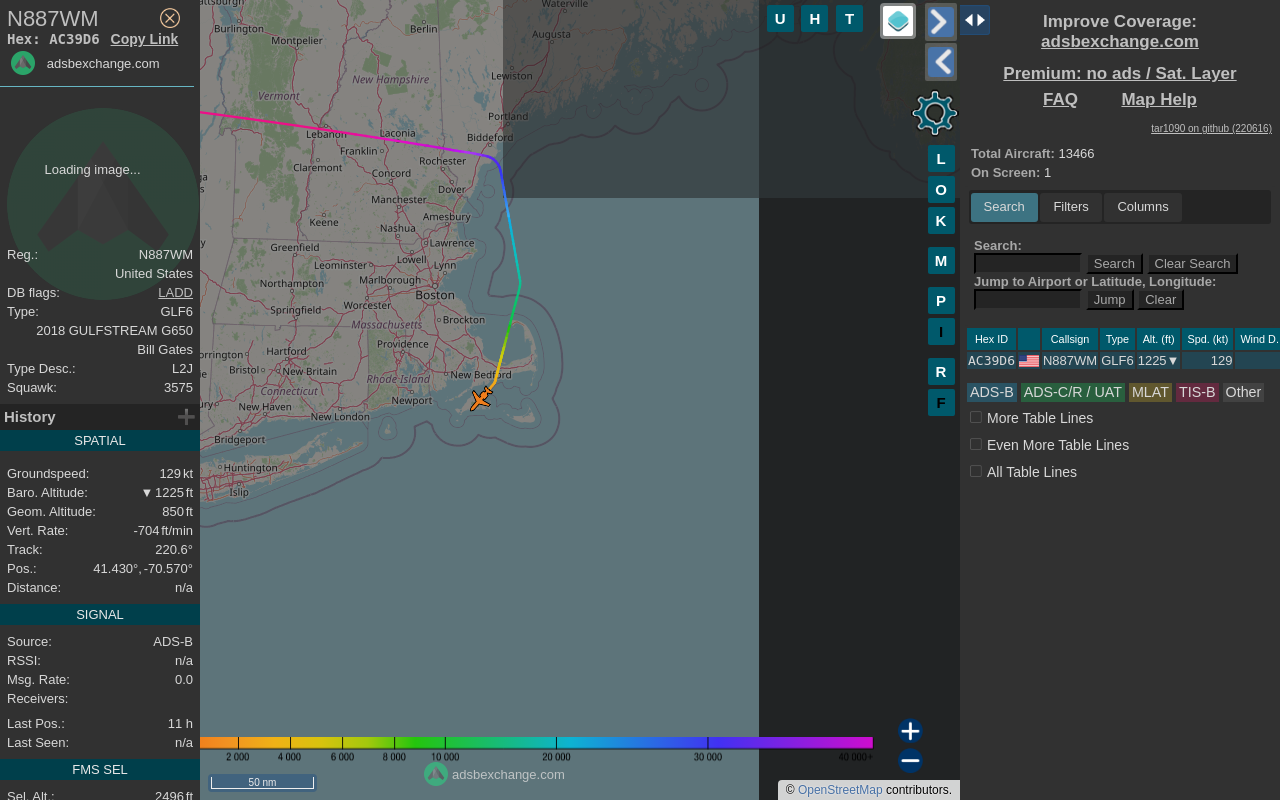 N887WM
Hex: AC39D6 Copy Link
adsbexchange.com
Loading image...
Reg.: N887WM
United States
DB flags: LADD
Type: GLF6
2018 GULFSTREAM G650
Bill Gates
Type Desc.: L2J
Squawk: 3575
History
SPATIAL
Groundspeed: 129 kt
Baro. Altitude: ▼ 1225 ft
Geom. Altitude: 850 ft
Vert. Rate: -704 ft/min
Track: 220.6°
Pos.: 41.430°, -70.570°
Distance: n/a
SIGNAL
Source: ADS-B
RSSI: n/a
Msg. Rate: 0.0
Receivers:
Last Pos.: 11 h
Last Seen: n/a
FMS SEL
Sel. Alt.: 2496 ft
Waterville
Burlington
Berlin
Montpelier
Augusta
New Hampshire
Lewiston
Vermont
Portland
Lebanon
Laconia
Biddeford
Franklin
Rochester
Claremont
Concord
Dover
Manchester
Amesbury
Keene
Nashua
Lawrence
Greenfield
Lowell
Leominster
Lynn
Northampton
Marlborough
Boston
Worcester
Springfield
Brockton
Massachusetts
Providence
Hartford
Torrington
Bristol
New Britain
New Bedford
Rhode Island
Connecticut
Newport
New Haven
New London
Bridgeport
Huntington
Islip
U H T
L
O
K
M
P
I
R
F
2 000 4 000 6 000 8 000 10 000 20 000 30 000 40 000+
adsbexchange.com
50 nm
© OpenStreetMap contributors.
Improve Coverage:
adsbexchange.com
Premium: no ads / Sat. Layer
FAQ Map Help
tar1090 on github (220616)
Total Aircraft: 13466
On Screen: 1
Search Filters Columns
Search:
Search Clear Search
Jump to Airport or Latitude, Longitude:
Jump Clear
Hex ID Callsign Type Alt. (ft) Spd. (kt) Wind D.
AC39D6 N887WM GLF6 1225▼ 129
ADS-B ADS-C/R / UAT MLAT TIS-B Other
More Table Lines
Even More Table Lines
All Table Lines